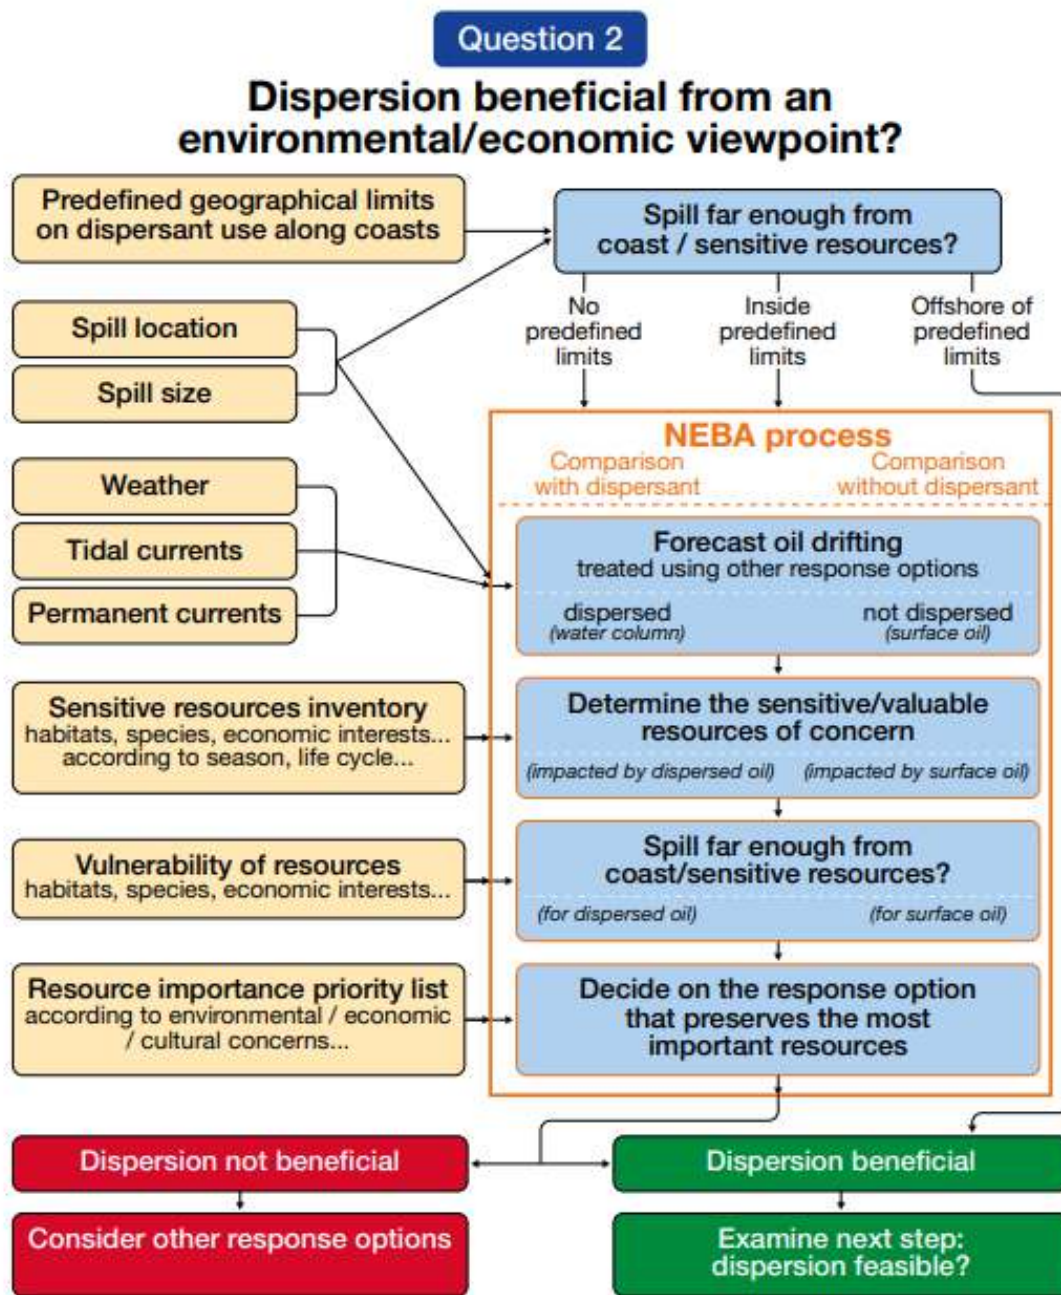 Question 2
Dispersion beneficial from an
environmental/economic viewpoint?
Predefined geographical limits
on dispersant use along coasts
Spill far enough from
coast / sensitive resources?
Spill location
Spill size
No
predefined
limits
Inside
predefined
limits
Offshore of
predefined
limits
NEBA process
Comparison
with dispersant
Comparison
without dispersant
Weather
Tidal currents
Permanent currents
Forecast oil drifting
treated using other response options
dispersed
(water column)
not dispersed
(surface oil)
Sensitive resources inventory
habitats, species, economic interests...
according to season, life cycle...
Determine the sensitive/valuable
resources of concern
(impacted by dispersed oil)
(impacted by surface oil)
Vulnerability of resources
habitats, species, economic interests...
Spill far enough from
coast/sensitive resources?
(for dispersed oil)
(for surface oil)
Resource importance priority list
according to environmental / economic
/ cultural concerns...
Decide on the response option
that preserves the most
important resources
Dispersion not beneficial
Dispersion beneficial
Consider other response options
Examine next step:
dispersion feasible?